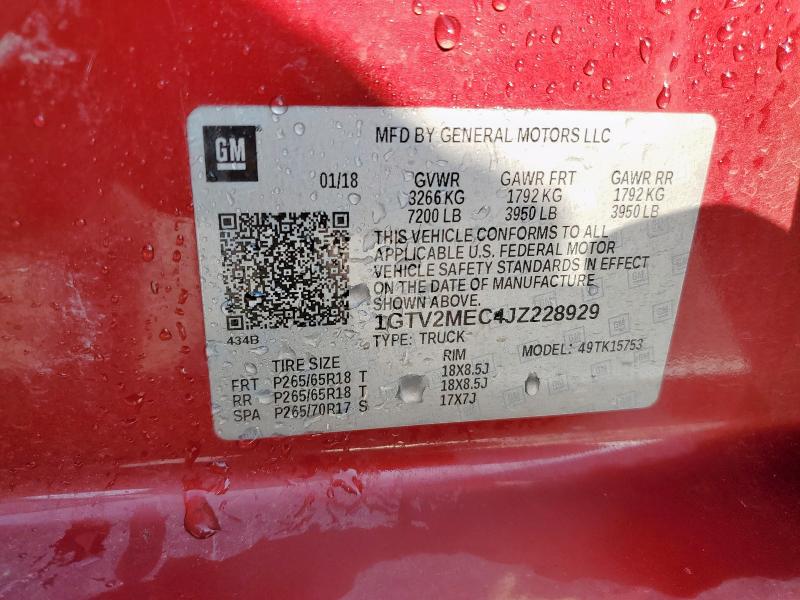 GM
MFD BY GENERAL MOTORS LLC
01/18 GVWR GAWR FRT GAWR RR
3266 KG 1792 KG 1792 KG
7200 LB 3950 LB 3950 LB
THIS VEHICLE CONFORMS TO ALL
APPLICABLE U.S. FEDERAL MOTOR
VEHICLE SAFETY STANDARDS IN EFFECT
ON THE DATE OF MANUFACTURE
SHOWN ABOVE.
1GTV2MEC4JZ228929
434B TYPE: TRUCK MODEL: 49TK15753
TIRE SIZE RIM
FRT P265/65R18 T 18X8.5J
RR P265/65R18 T 18X8.5J
SPA P265/70R17 S 17X7J